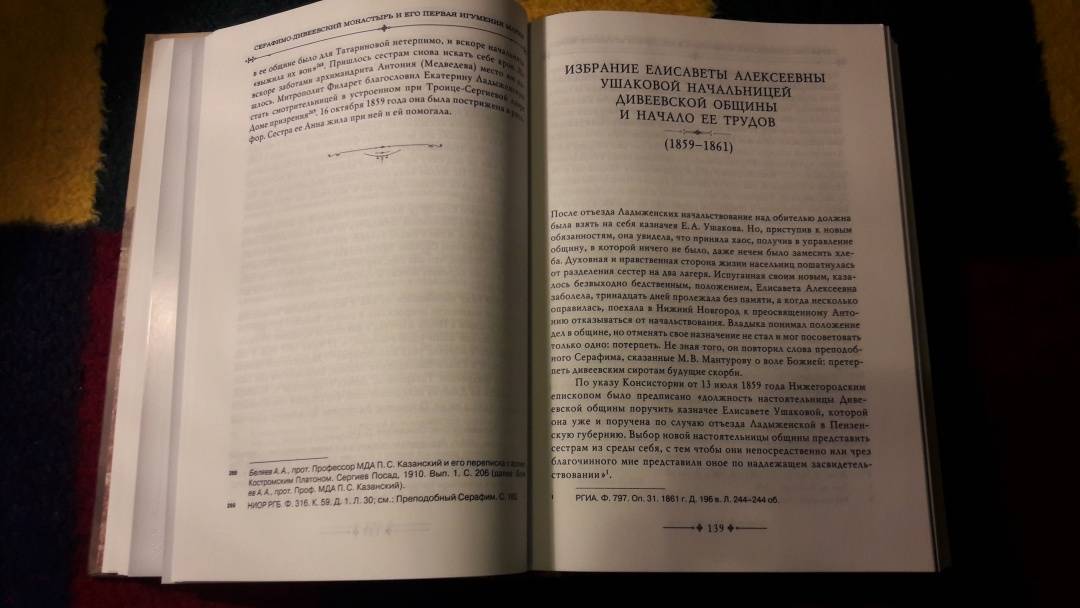 СЕРАФИМО-ДИВЕЕВСКИЙ МОНАСТЫРЬ И ЕГО ПЕРВАЯ ИГУМЕНИЯ
в ее общине было для Татариновой нетерпимо, и вскоре
«выжила их вон»²⁶⁸. Пришлось сестрам снова искать себе
вскоре заботами архимандрита Антония (Медведева) место
шлось. Митрополит Филарет благословил Екатерину
стать смотрительницей в устроенном при Троице-Сергиевой
Доме призрения²⁶⁹. 16 октября 1859 года она была пострижена в
фор. Сестра ее Анна жила при ней и ей помогала.
268 Беляев А. А., прот. Профессор МДА П. С. Казанский и его переписка с
Костромским Платоном. Сергиев Посад, 1910. Вып. 1. С. 206 (далее:
ев А. А., прот. Проф. МДА П. С. Казанский).
269 НИОР РГБ. Ф. 316. К. 59. Д. 1. Л. 30; см.: Преподобный Серафим. С.
ИЗБРАНИЕ ЕЛИСАВЕТЫ АЛЕКСЕЕВНЫ
УШАКОВОЙ НАЧАЛЬНИЦЕЙ
ДИВЕЕВСКОЙ ОБЩИНЫ
И НАЧАЛО ЕЕ ТРУДОВ
(1859–1861)
После отъезда Ладыженских начальствование над обителью должна
была взять на себя казначея Е. А. Ушакова. Но, приступив к новым
обязанностям, она увидела, что приняла хаос, получив в управление
общину, в которой ничего не было, даже нечем было замесить хле-
ба. Духовная и нравственная сторона жизни насельниц пошатнулась
от разделения сестер на два лагеря. Испуганная своим новым, каза-
лось безвыходно бедственным, положением, Елисавета Алексеевна
заболела, тринадцать дней пролежала без памяти, а когда несколько
оправилась, поехала в Нижний Новгород к преосвященному Анто-
нию отказываться от начальствования. Владыка понимал положение
дел в общине, но отменять свое назначение не стал и мог посоветовать
только одно: потерпеть. Не зная того, он повторил слова преподоб-
ного Серафима, сказанные М. В. Мантурову о воле Божией: претер-
петь дивеевским сиротам будущие скорби.
По указу Консистории от 13 июля 1859 года Нижегородским
епископом было предписано «должность настоятельницы Диве-
евской общины поручить казначее Елисавете Ушаковой, которой
она уже и поручена по случаю отъезда Ладыженской в Пензен-
скую губернию. Выбор новой настоятельницы общины представить
сестрам из среды себя, с тем чтобы они непосредственно или чрез
благочинного мне представили оное по надлежащем засвидетель-
ствовании»¹.
1 РГИА. Ф. 797. Оп. 31. 1861 г. Д. 196 в. Л. 244–244 об.
139